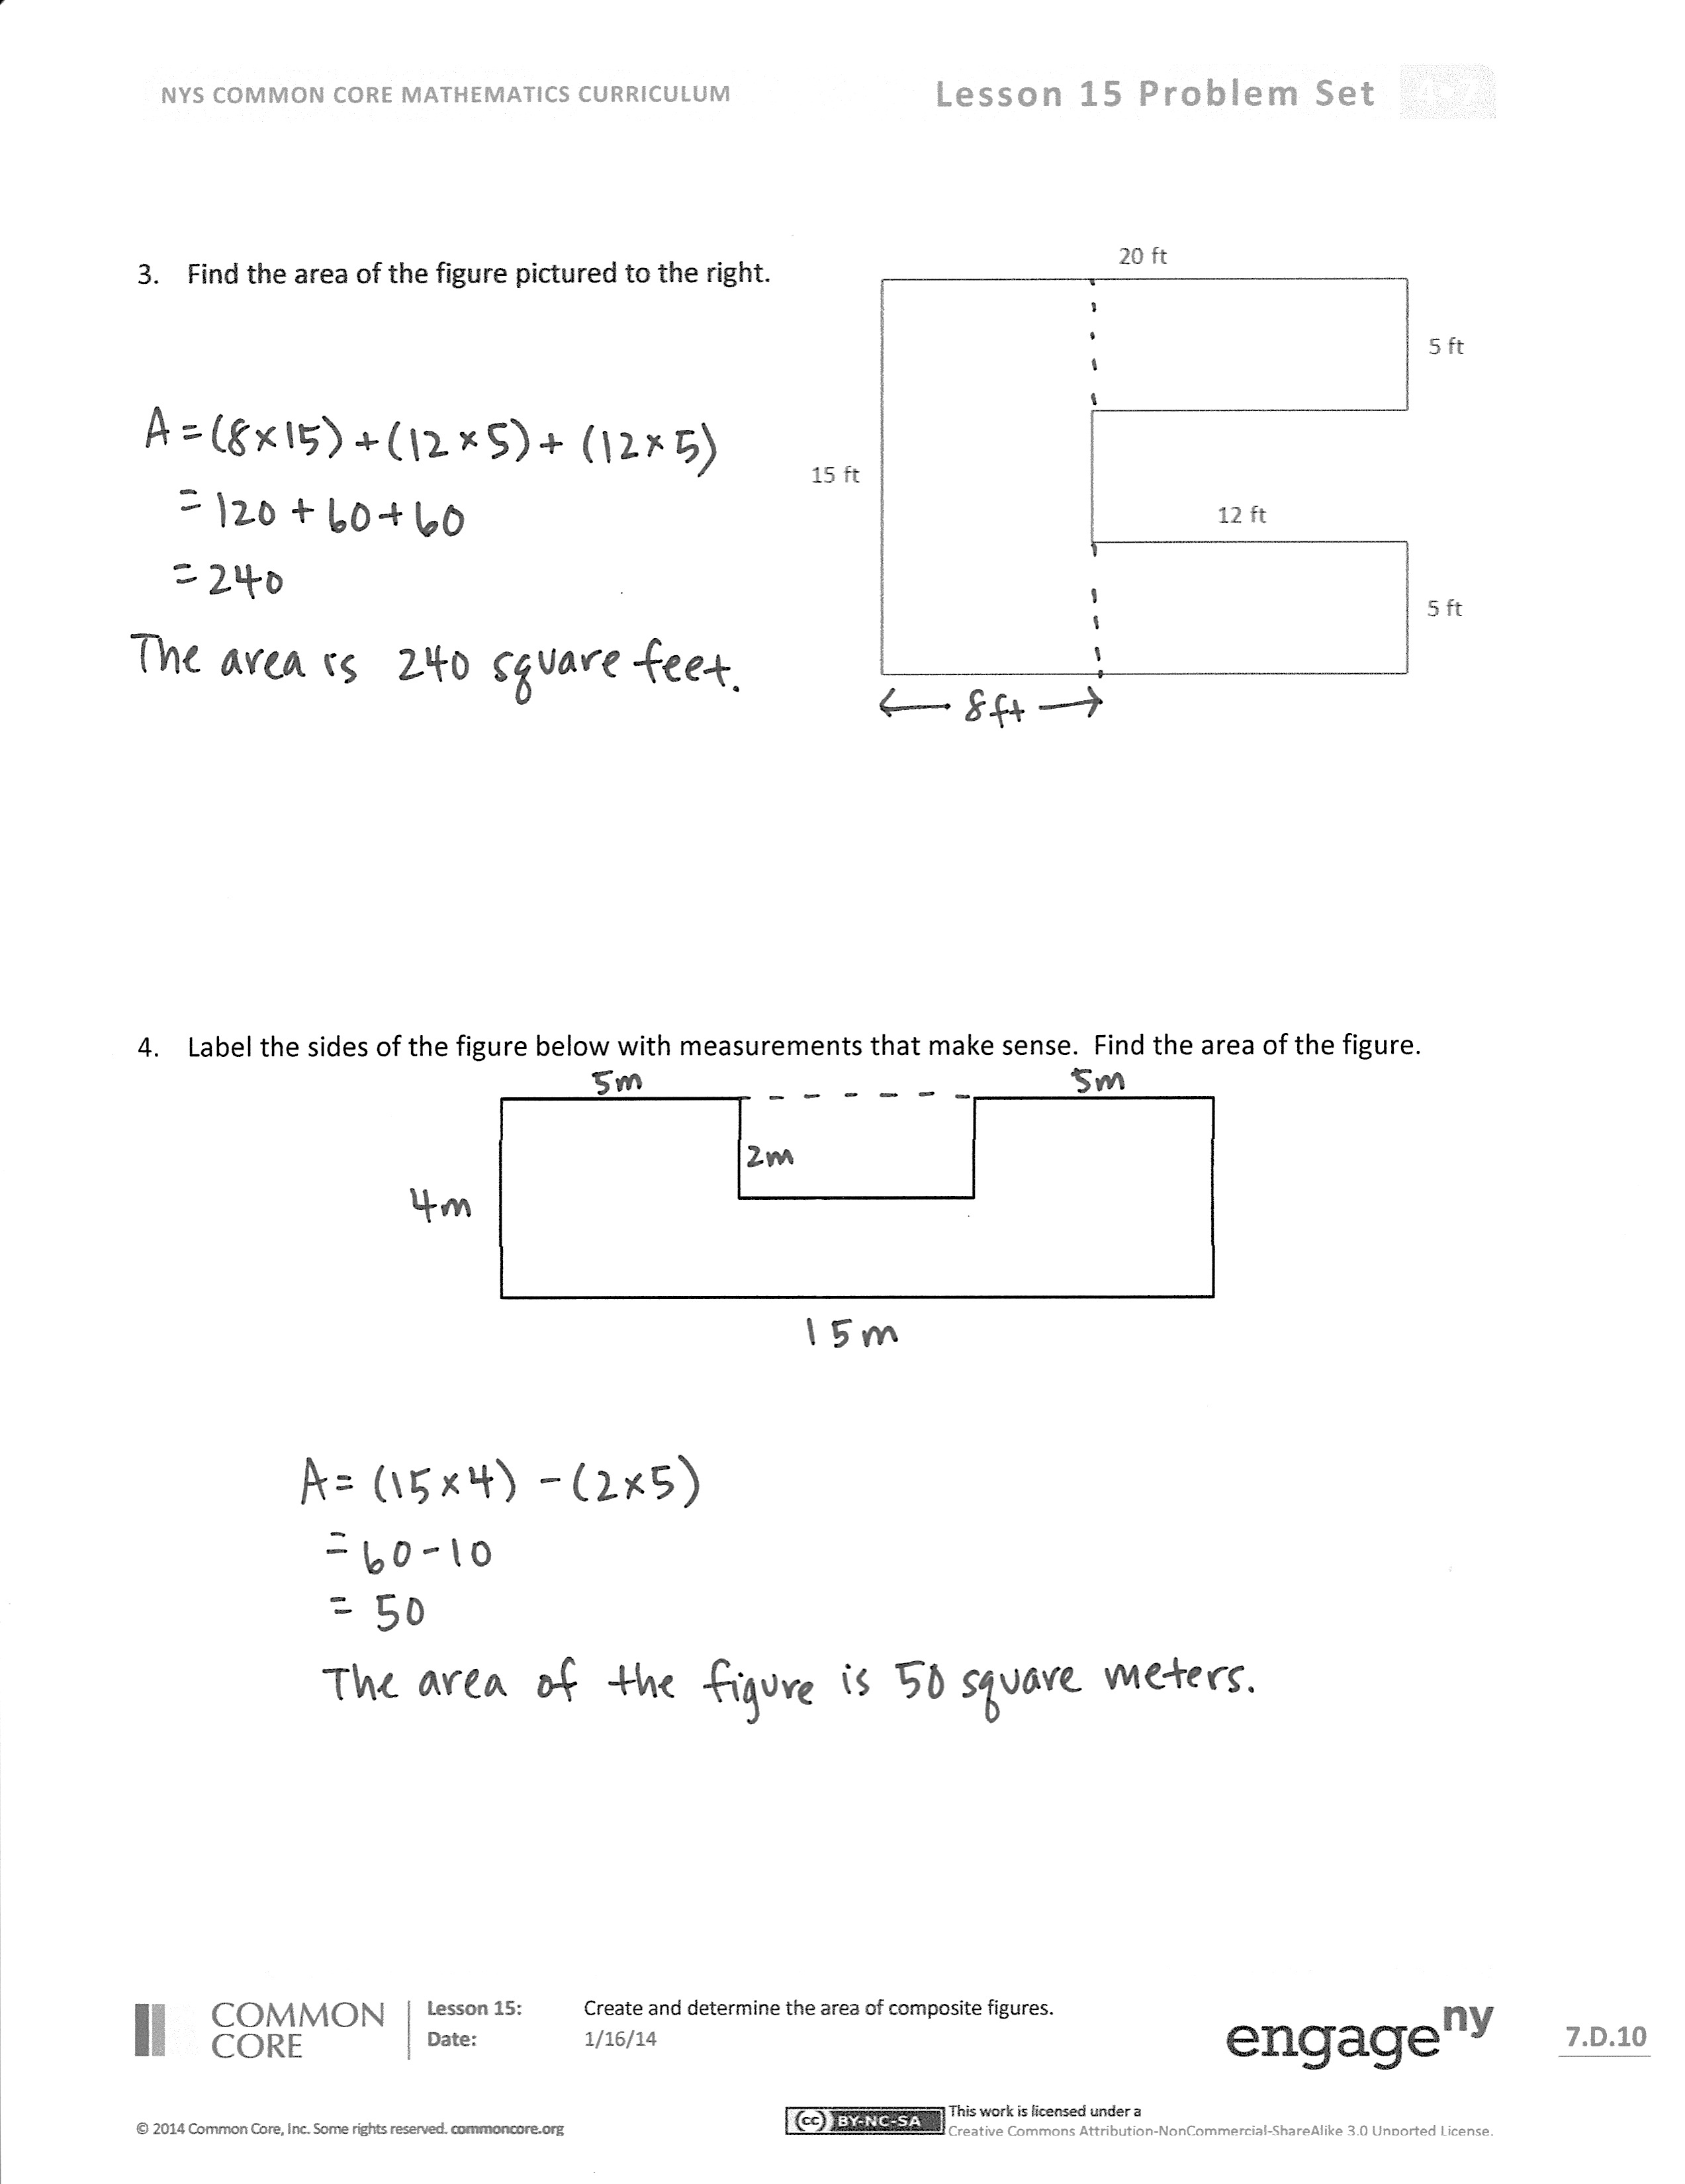 NYS COMMON CORE MATHEMATICS CURRICULUM
Lesson 15 Problem Set 4•7
3. Find the area of the figure pictured to the right.
20 ft
5 ft
A = (8 × 15) + (12 × 5) + (12 × 5)
15 ft
= 120 + 60 + 60
12 ft
= 240
5 ft
The area is 240 square feet.
8 ft
4. Label the sides of the figure below with measurements that make sense. Find the area of the figure.
5m
5m
2m
4m
15m
A = (15 × 4) - (2 × 5)
= 60 - 10
= 50
The area of the figure is 50 square meters.
COMMON
CORE
Lesson 15:
Create and determine the area of composite figures.
Date:
1/16/14
engage ny
7.D.10
© 2014 Common Core, Inc. Some rights reserved. commoncore.org
(cc) BY-NC-SA
This work is licensed under a
Creative Commons Attribution-NonCommercial-ShareAlike 3.0 Unported License.